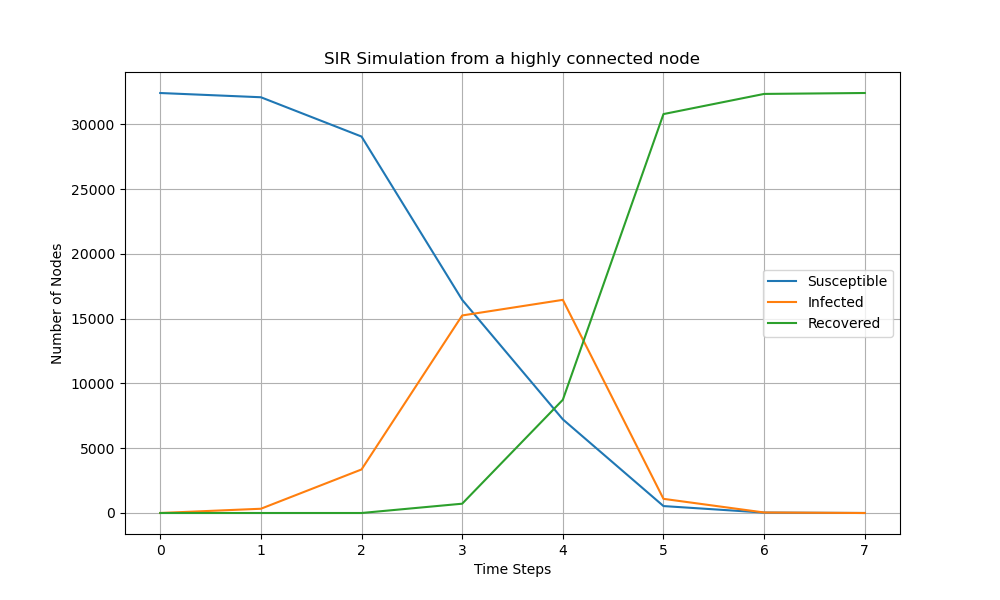 SIR Simulation from a highly connected node
Number of Nodes
30000
25000
20000
15000
10000
5000
0
Susceptible
Infected
Recovered
0 1 2 3 4 5 6 7
Time Steps